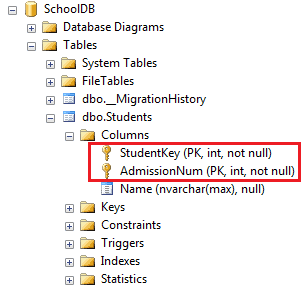 SchoolDB
Database Diagrams
Tables
System Tables
FileTables
dbo.__MigrationHistory
dbo.Students
Columns
StudentKey (PK, int, not null)
AdmissionNum (PK, int, not null)
Name (nvarchar(max), null)
Keys
Constraints
Triggers
Indexes
Statistics